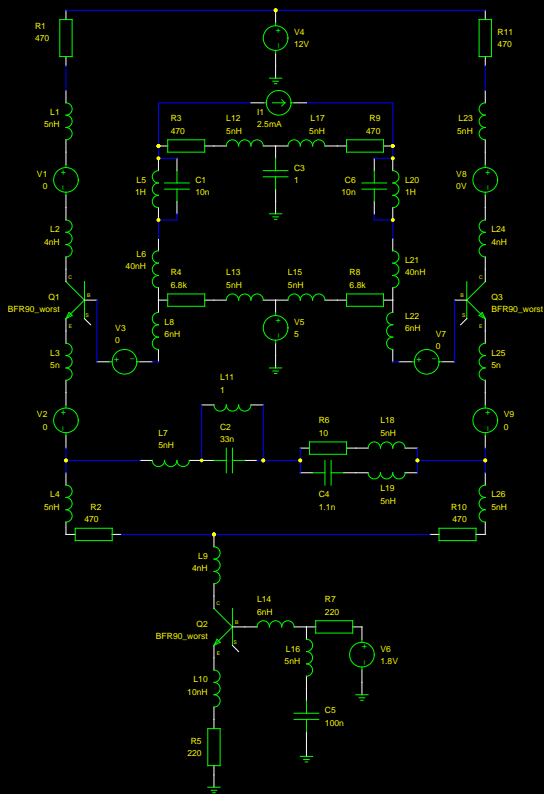 R1
470
V4
12V
R11
470
I1
2.5mA
L1
5nH
R3
470
L12
5nH
L17
5nH
R9
470
L23
5nH
V1
0
L5
1H
C1
10n
C3
1
C6
10n
L20
1H
V8
0V
L2
4nH
L24
4nH
L6
40nH
R4
6.8k
L13
5nH
L15
5nH
R8
6.8k
L21
40nH
C
C
Q1
BFR90_worst
B
S
E
B
S
E
Q3
BFR90_worst
V3
0
L8
6nH
V5
5
L22
6nH
V7
0
L3
5n
L25
5n
L11
1
V2
0
V9
0
L7
5nH
C2
33n
R6
10
L18
5nH
C4
1.1n
L19
5nH
L4
5nH
R2
470
R10
470
L26
5nH
L9
4nH
C
L14
6nH
R7
220
Q2
BFR90_worst
B
S
E
L16
5nH
V6
1.8V
L10
10nH
C5
100n
R5
220